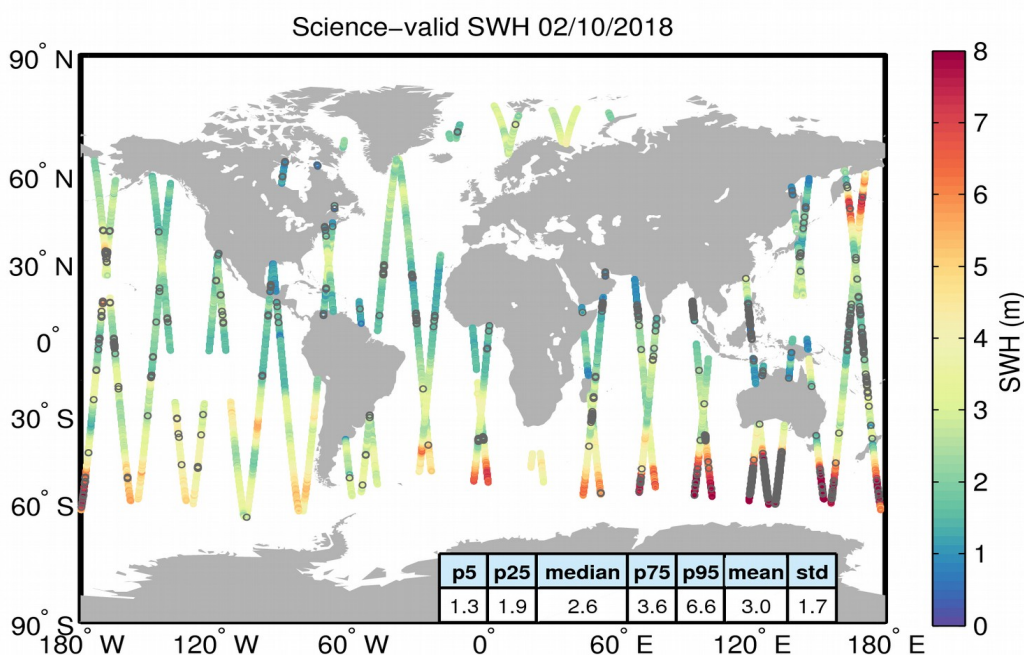 Science−valid SWH 02/10/2018
90° N
60° N
30° N
0°
30° S
60° S
90° S
180° W 120° W 60° W 0° 60° E 120° E 180° E
p5 p25 median p75 p95 mean std
1.3 1.9 2.6 3.6 6.6 3.0 1.7
8
7
6
5
4
3
2
1
0
SWH (m)